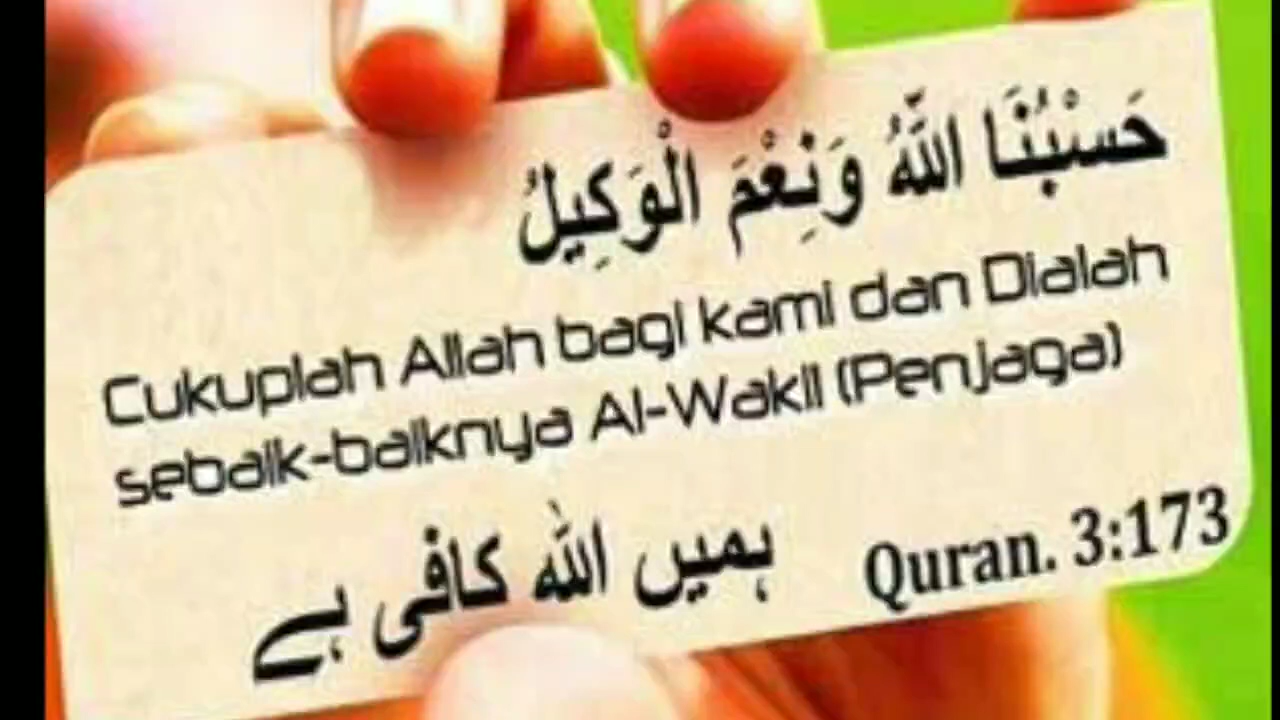 حَسْبُنَا اللَّهُ وَنِعْمَ الْوَكِيلُ
Cukuplah Allah bagi kami dan Dialah
sebaik-baiknya Al-Wakil (Penjaga)
ہمیں اللہ کافی ہے
Quran. 3:173